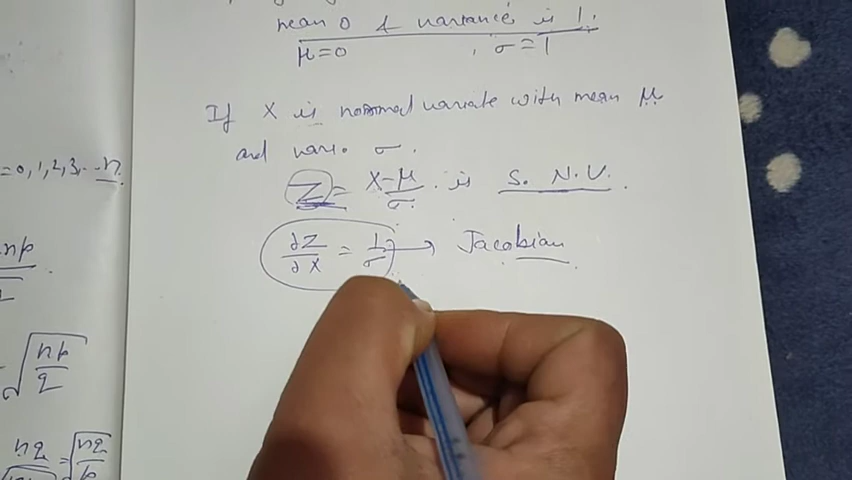 mean 0 & variance is 1.
μ=0 , σ=1
If X is normal variate with mean μ
and vari. σ.
Z = X-μ/σ. is S. N. V.
∂Z/∂X = 1/σ → Jacobian
=0,1,2,3,--n.
np
√np/q
nq = √nq/p